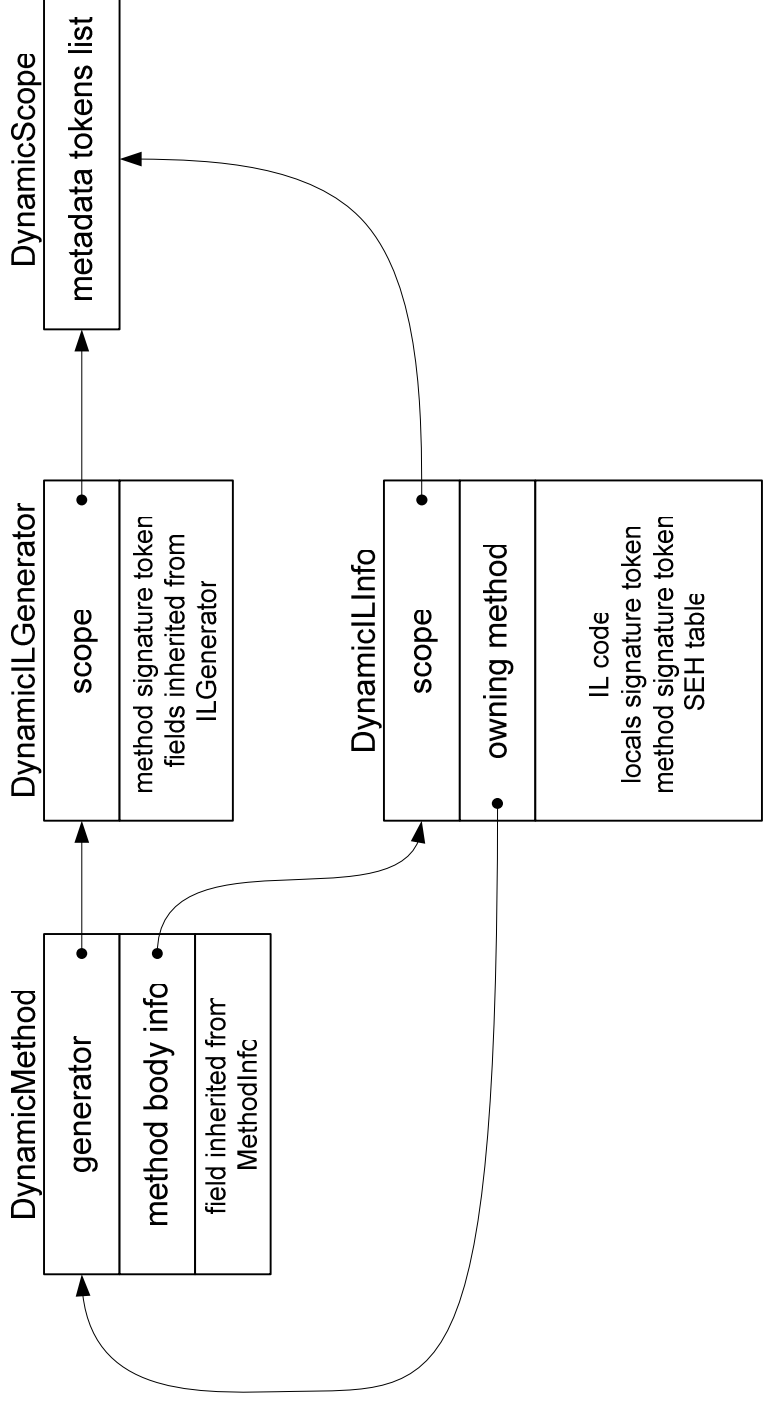 DynamicMethod
generator
method body info
field inherited from
MethodInfo
DynamicILGenerator
scope
method signature token
fields inherited from
ILGenerator
DynamicScope
metadata tokens list
DynamicILInfo
scope
owning method
IL code
locals signature token
method signature token
SEH table